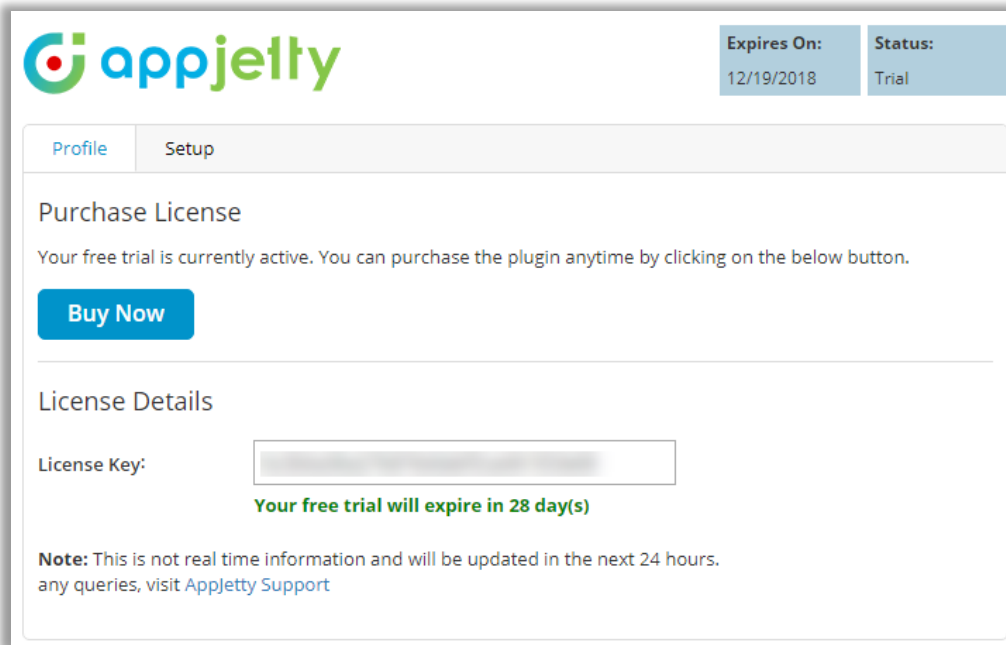 appjetty
Expires On:
12/19/2018
Status:
Trial
Profile
Setup
Purchase License
Your free trial is currently active. You can purchase the plugin anytime by clicking on the below button.
Buy Now
License Details
License Key:
Your free trial will expire in 28 day(s)
Note: This is not real time information and will be updated in the next 24 hours.
any queries, visit AppJetty Support